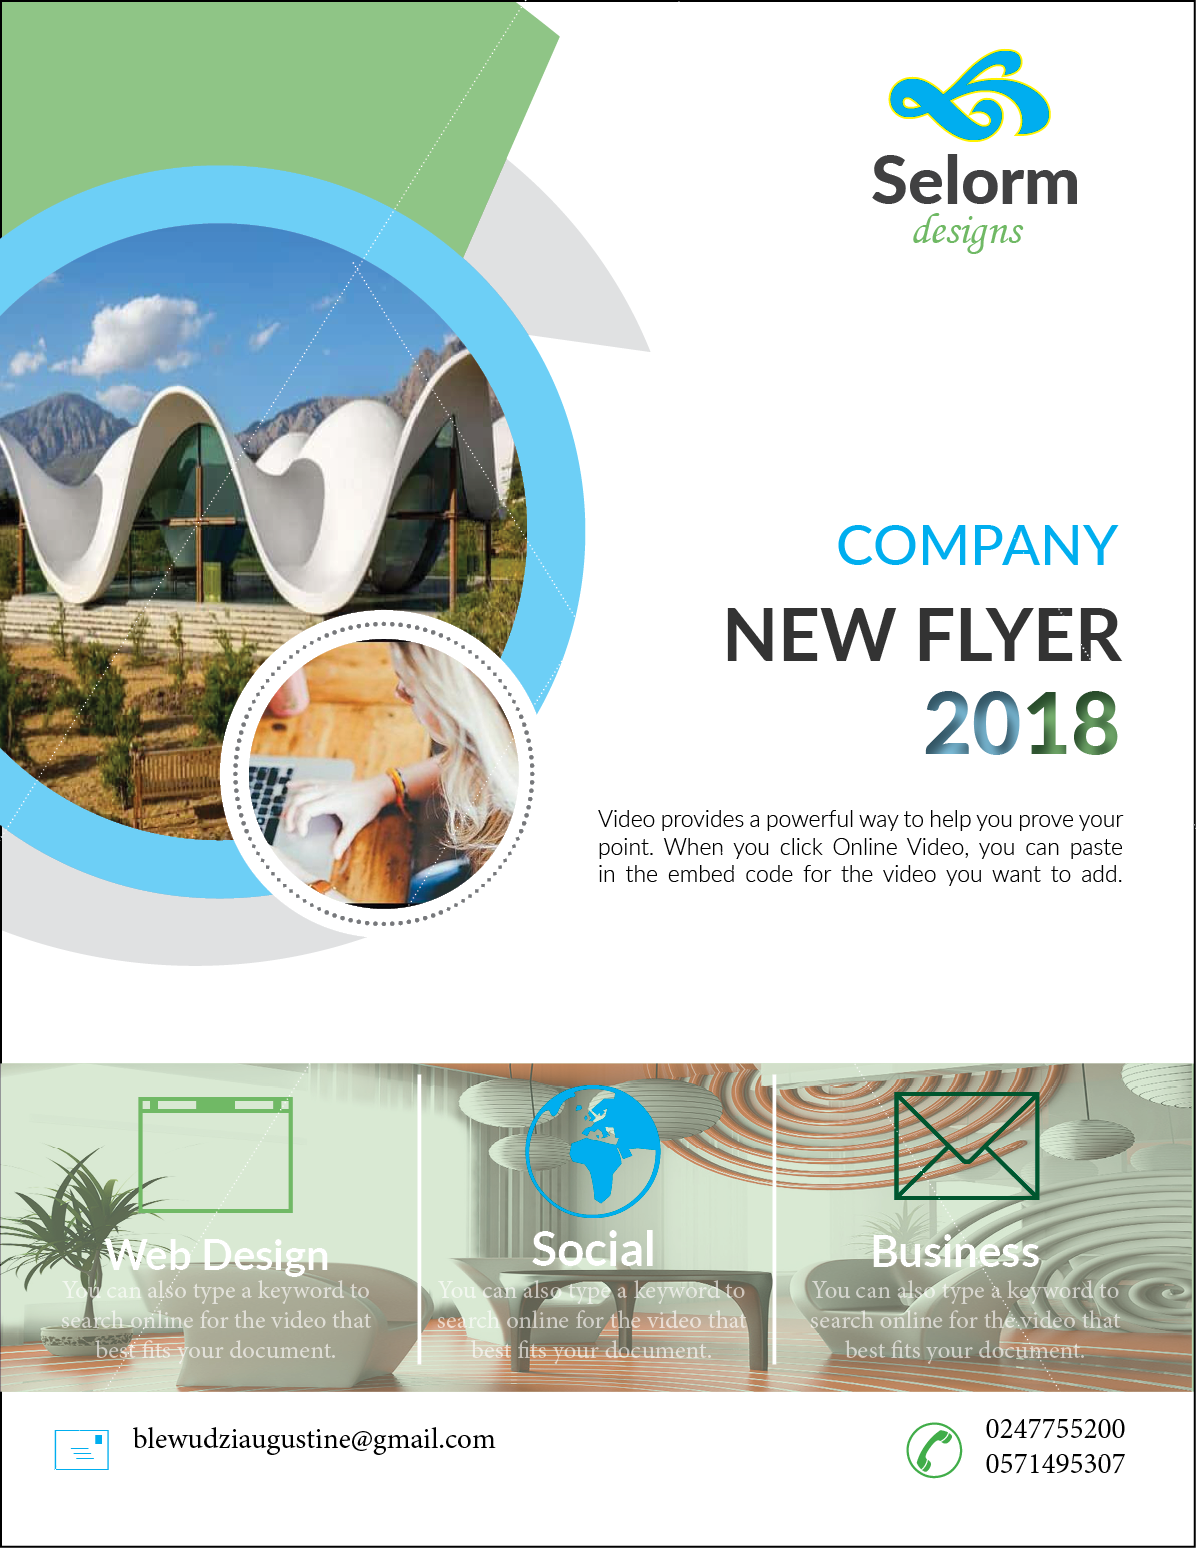 Selorm
designs
COMPANY
NEW FLYER
2018
Video provides a powerful way to help you prove your
point. When you click Online Video, you can paste
in the embed code for the video you want to add.
Web Design
You can also type a keyword to
search online for the video that
best fits your document.
Social
You can also type a keyword to
search online for the video that
best fits your document.
Business
You can also type a keyword to
search online for the video that
best fits your document.
blewudziaugustine@gmail.com
0247755200
0571495307